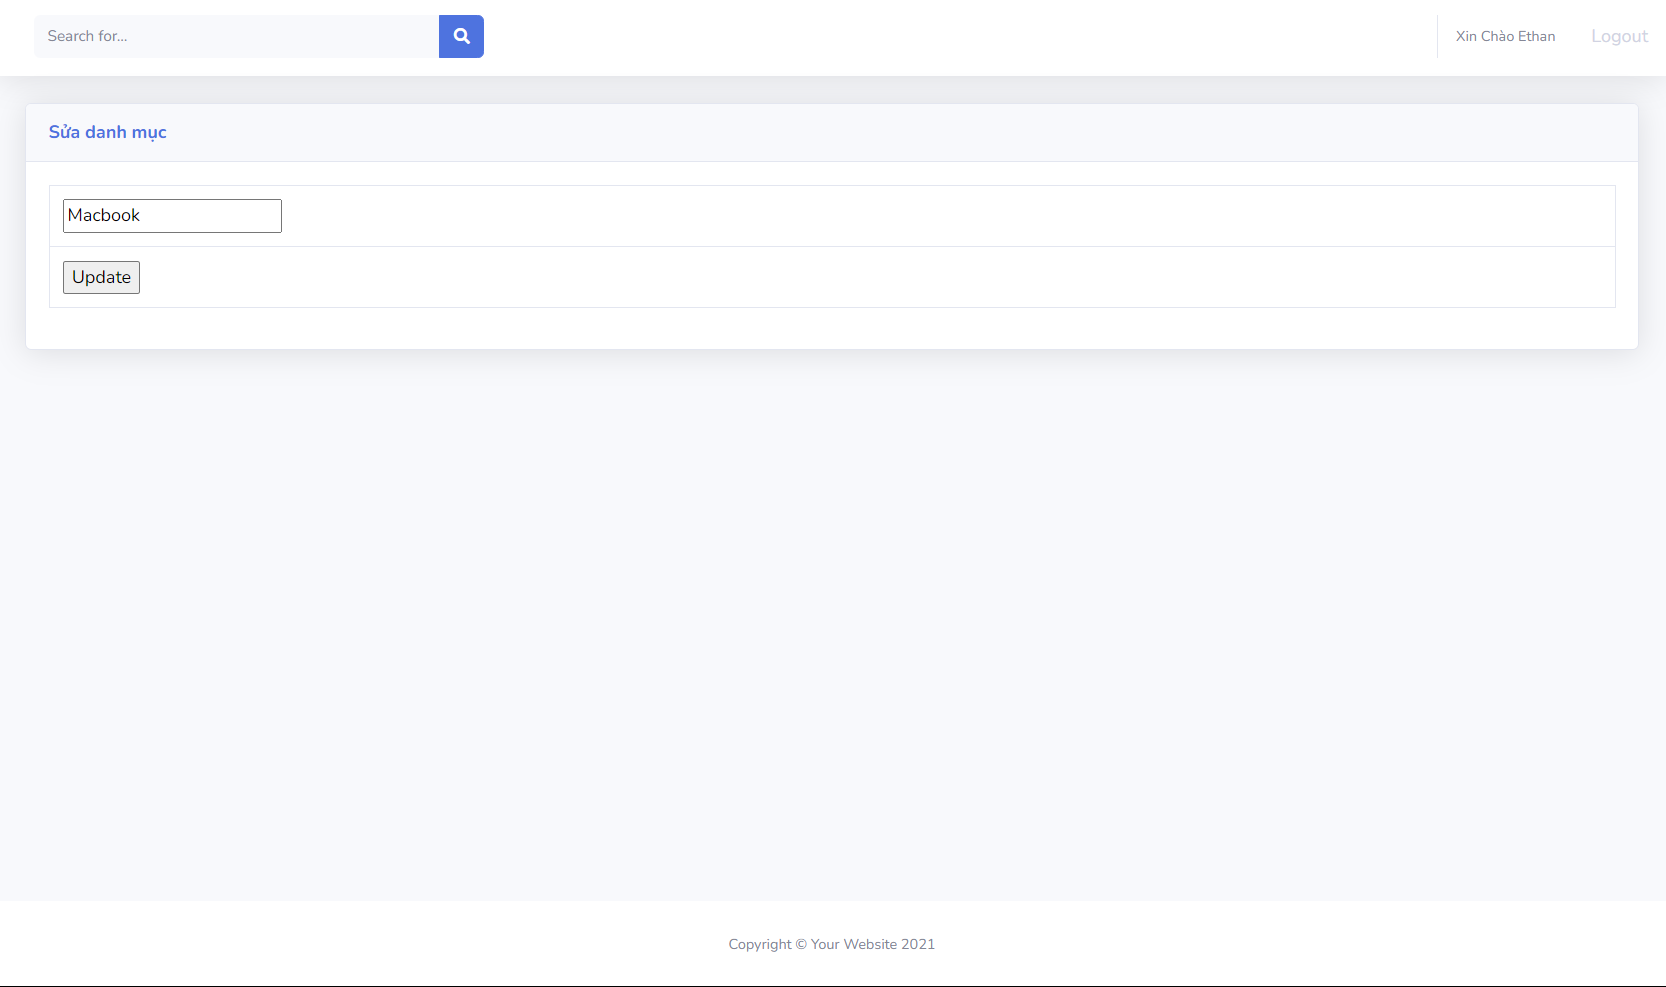 Search for...
Xin Chào Ethan
Logout
Sửa danh mục
Macbook
Update
Copyright © Your Website 2021